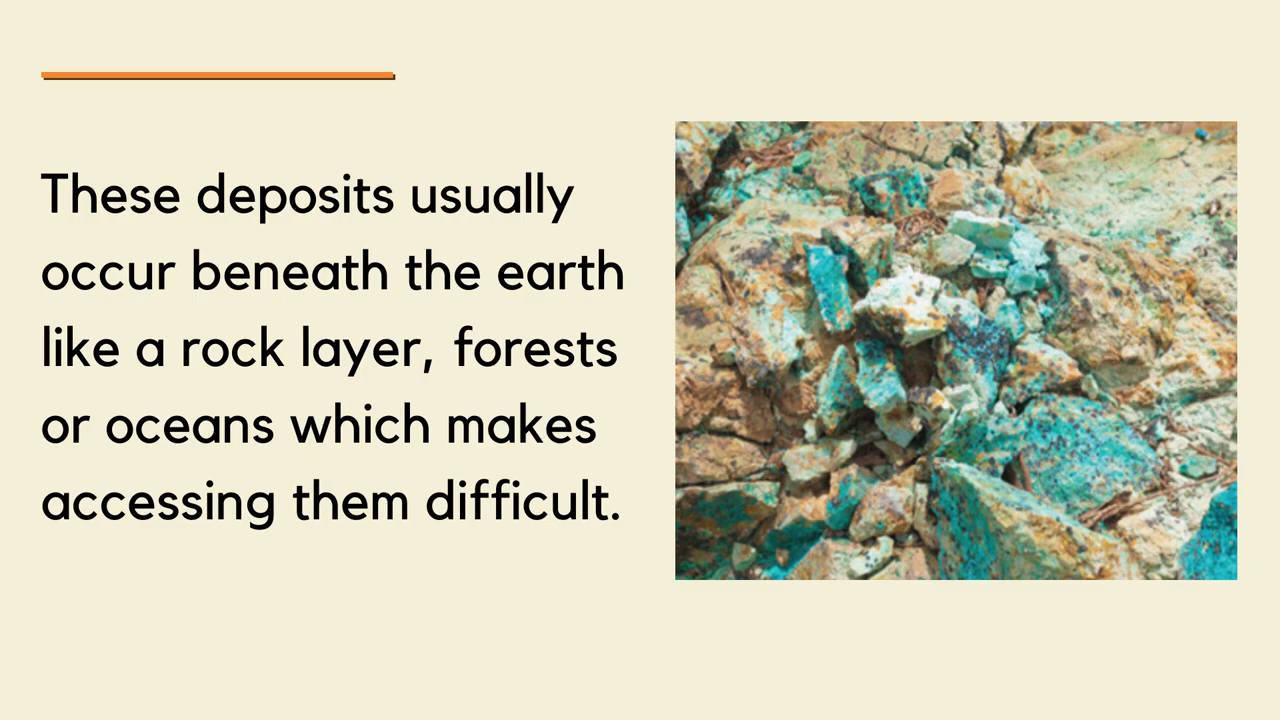 These deposits usually
occur beneath the earth
like a rock layer, forests
or oceans which makes
accessing them difficult.